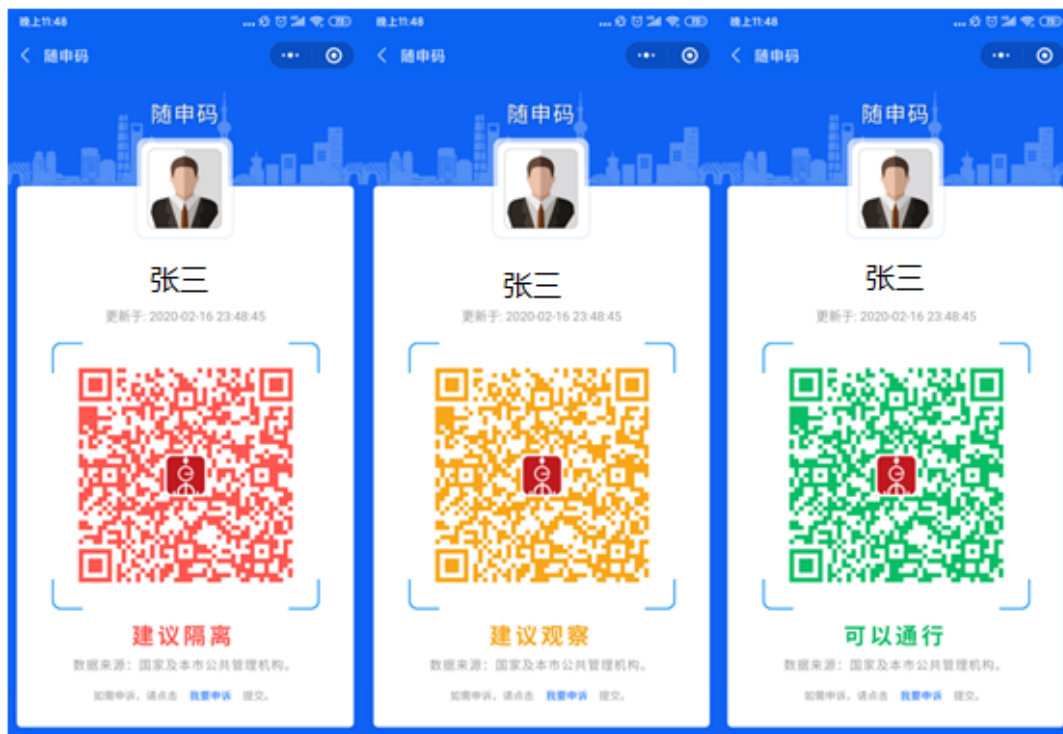 晚上11:48
随申码
随申码
张三
更新于: 2020-02-16 23:48:45
建议隔离
数据来源：国家及本市公共管理机构。
如需申诉，请点击 我要申诉 提交。
晚上11:48
随申码
随申码
张三
更新于: 2020-02-16 23:48:45
建议观察
数据来源：国家及本市公共管理机构。
如需申诉，请点击 我要申诉 提交。
晚上11:48
随申码
随申码
张三
更新于: 2020-02-16 23:48:45
可以通行
数据来源：国家及本市公共管理机构。
如需申诉，请点击 我要申诉 提交。